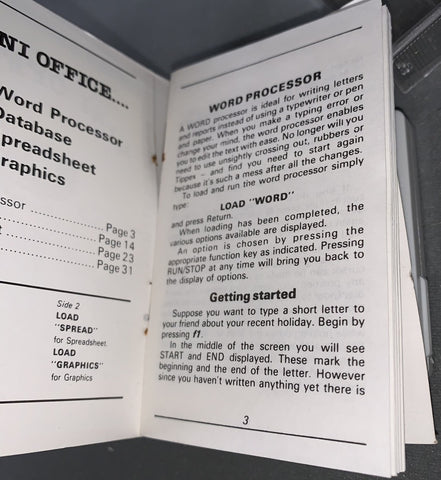 NI OFFICE....
Word Processor
Database
preadsheet
raphics
ssor ................... Page 3
................... Page 14
t ................... Page 23
................... Page 31
Side 2
LOAD
"SPREAD"
for Spreadsheet.
LOAD
"GRAPHICS"
for Graphics
WORD PROCESSOR
A WORD processor is ideal for writing letters
and reports instead of using a typewriter or pen
and paper. When you make a typing error or
change your mind, the word processor enables
you to edit the text with ease. No longer will you
need to use unsightly crossing out, rubbers or
Tippex – and find you need to start again
because it's such a mess after all the changes.
To load and run the word processor simply
type:
LOAD "WORD"
and press Return.
When loading has been completed, the
various options available are displayed.
An option is chosen by pressing the
appropriate function key as indicated. Pressing
RUN/STOP at any time will bring you back to
the display of options.
Getting started
Suppose you want to type a short letter to
your friend about your recent holiday. Begin by
pressing f1.
In the middle of the screen you will see
START and END displayed. These mark the
beginning and the end of the letter. However
since you haven't written anything yet there is
3